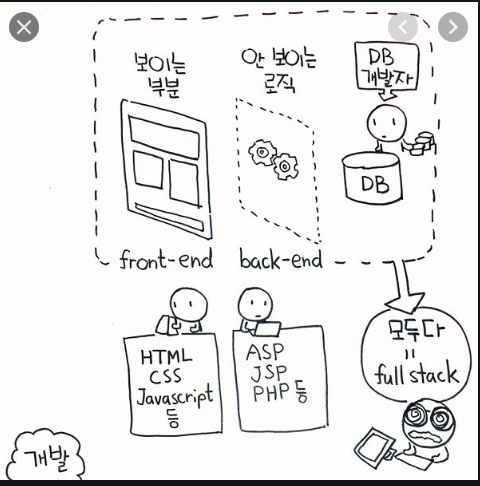 보이는
부분
안 보이는
로직
DB
개발자
DB
front-end
back-end
HTML
CSS
Javascript
등
ASP
JSP
PHP 등
모두 다
=
full stack
개발